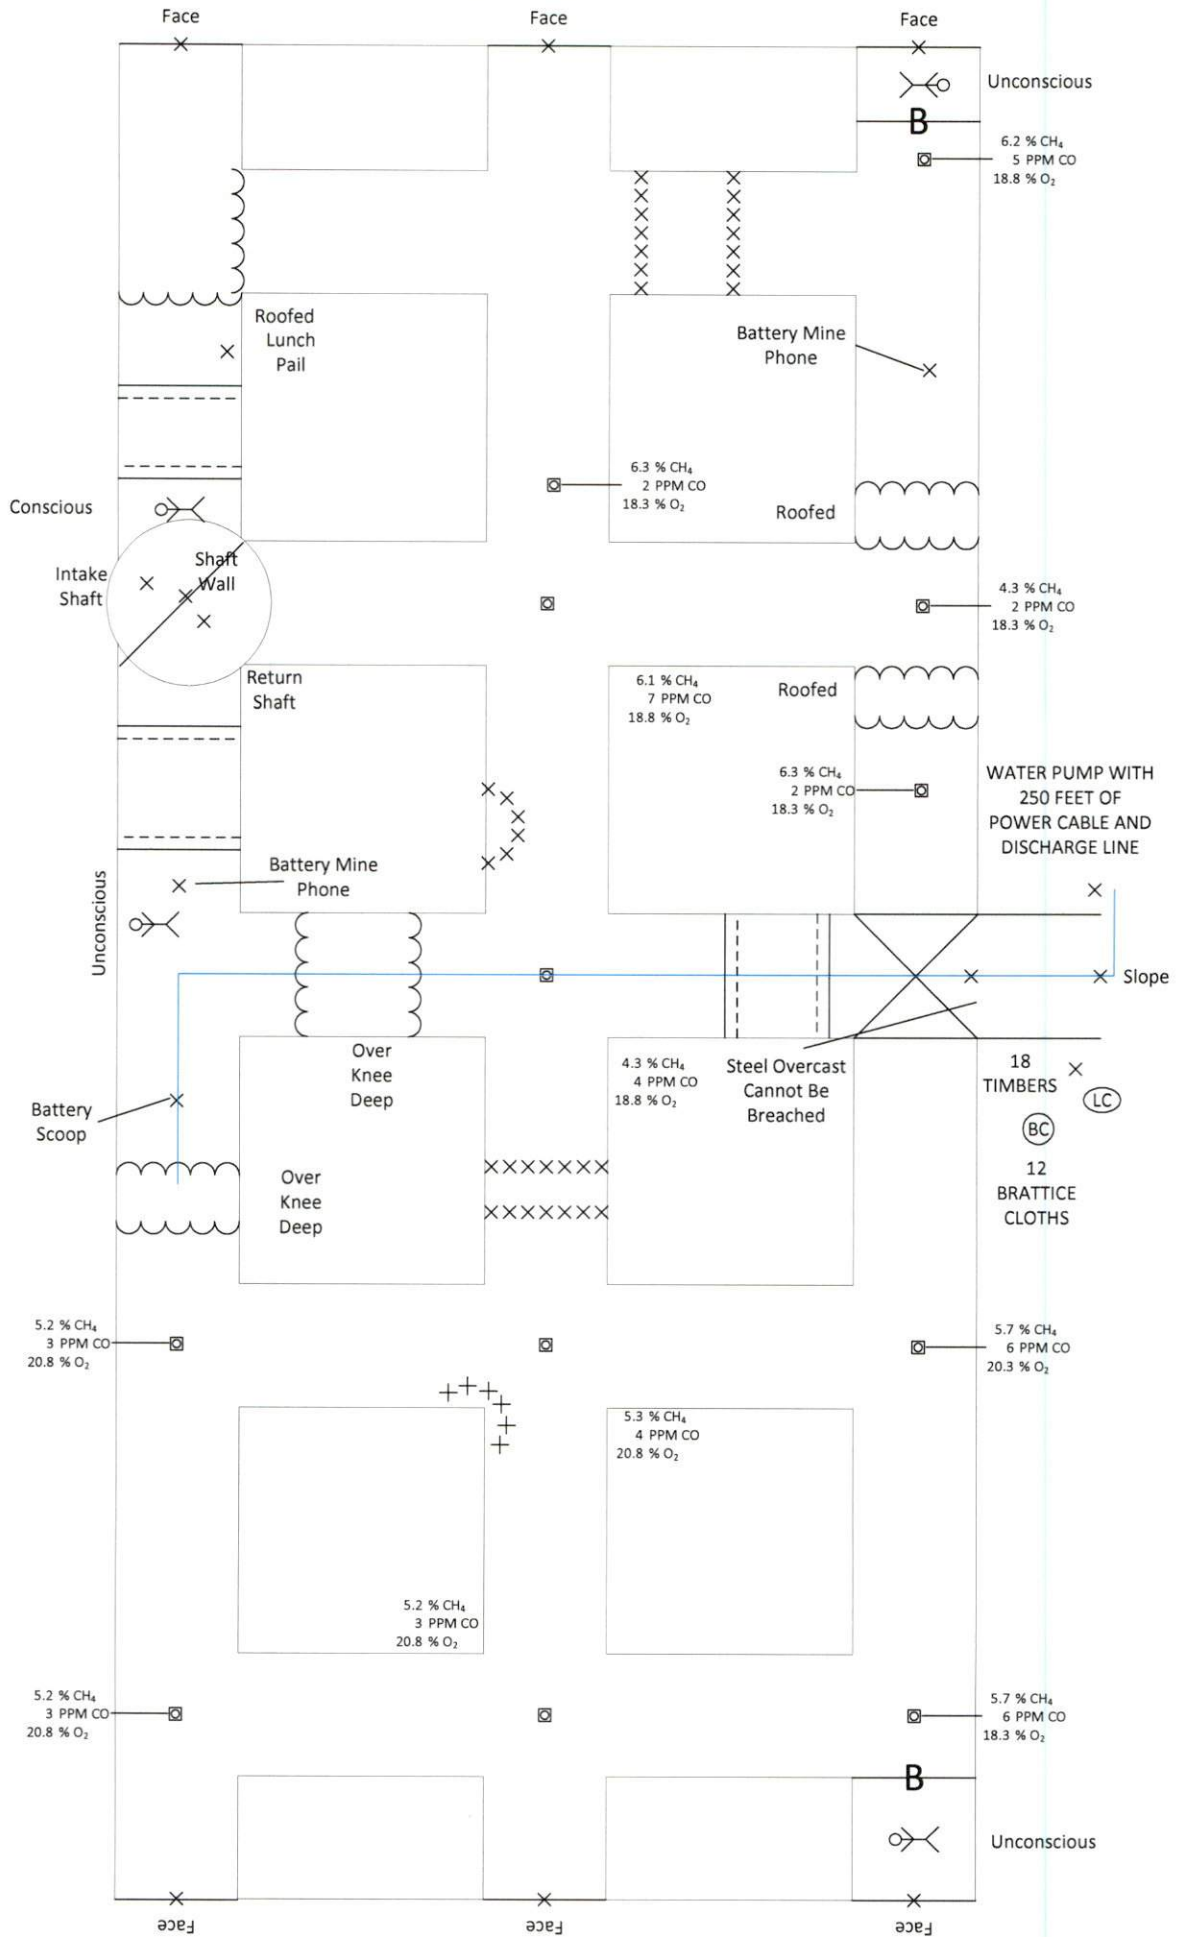 Face
Face
Face
Unconscious
B
6.2 % CH₄
5 PPM CO
18.8 % O₂
Roofed
Lunch
Pail
Battery Mine
Phone
6.3 % CH₄
2 PPM CO
18.3 % O₂
Roofed
Conscious
Intake
Shaft
Shaft
Wall
4.3 % CH₄
2 PPM CO
18.3 % O₂
Return
Shaft
6.1 % CH₄
7 PPM CO
18.8 % O₂
Roofed
6.3 % CH₄
2 PPM CO
18.3 % O₂
WATER PUMP WITH
250 FEET OF
POWER CABLE AND
DISCHARGE LINE
Battery Mine
Phone
Unconscious
Slope
Over
Knee
Deep
4.3 % CH₄
4 PPM CO
18.8 % O₂
Steel Overcast
Cannot Be
Breached
18
TIMBERS
LC
BC
12
BRATTICE
CLOTHS
Battery
Scoop
Over
Knee
Deep
5.2 % CH₄
3 PPM CO
20.8 % O₂
5.7 % CH₄
6 PPM CO
20.3 % O₂
5.3 % CH₄
4 PPM CO
20.8 % O₂
5.2 % CH₄
3 PPM CO
20.8 % O₂
5.2 % CH₄
3 PPM CO
20.8 % O₂
5.7 % CH₄
6 PPM CO
18.3 % O₂
B
Unconscious
Face
Face
Face